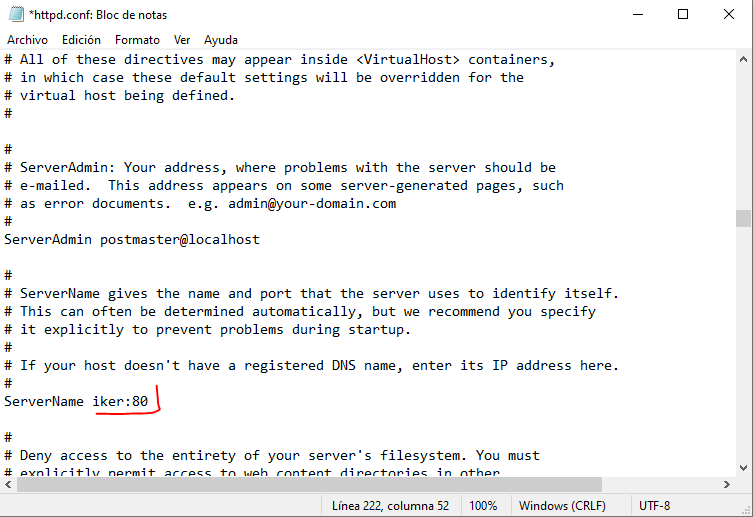 *httpd.conf: Bloc de notas
Archivo Edición Formato Ver Ayuda
# All of these directives may appear inside <VirtualHost> containers,
# in which case these default settings will be overridden for the
# virtual host being defined.
#
#
# ServerAdmin: Your address, where problems with the server should be
# e-mailed.  This address appears on some server-generated pages, such
# as error documents.  e.g. admin@your-domain.com
#
ServerAdmin postmaster@localhost
#
# ServerName gives the name and port that the server uses to identify itself.
# This can often be determined automatically, but we recommend you specify
# it explicitly to prevent problems during startup.
#
# If your host doesn't have a registered DNS name, enter its IP address here.
#
ServerName iker:80
#
# Deny access to the entirety of your server's filesystem. You must
# explicitly permit access to web content directories in other
Línea 222, columna 52 100% Windows (CRLF) UTF-8